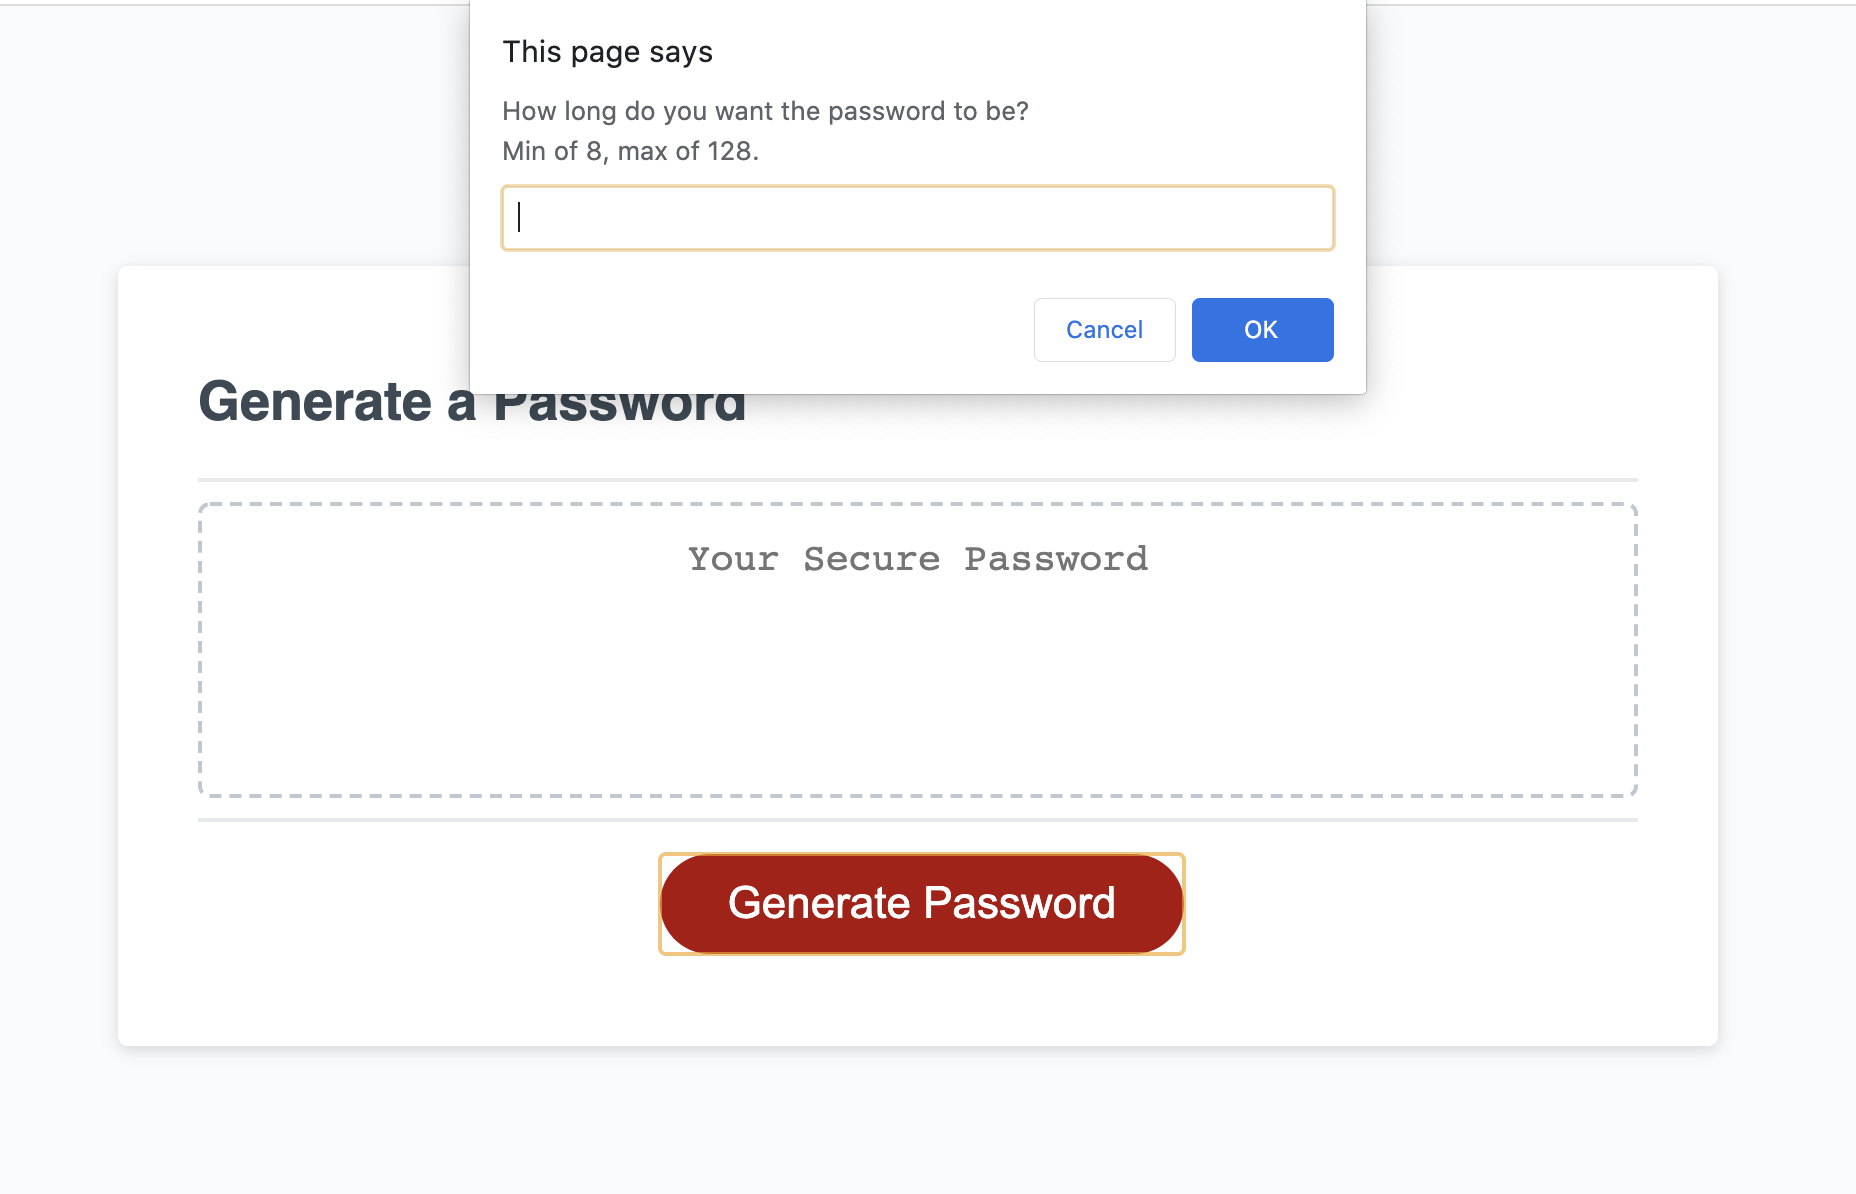 This page says
How long do you want the password to be?
Min of 8, max of 128.
Cancel
OK
Generate a Password
Your Secure Password
Generate Password